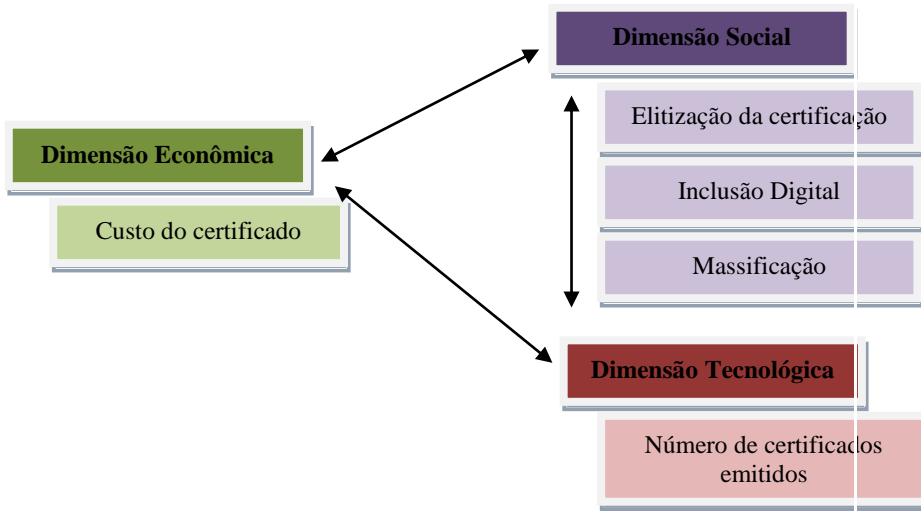 Dimensão Social
Elitização da certificação
Dimensão Econômica
Inclusão Digital
Custo do certificado
Massificação
Dimensão Tecnológica
Número de certificados
emitidos